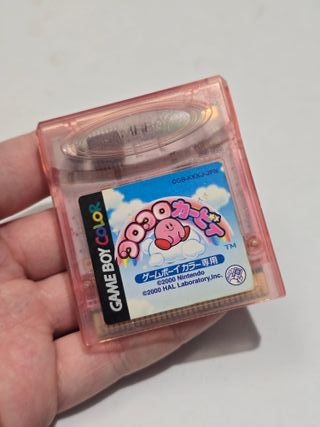 GAME BOY COLOR
コロコロカービィ
TM
ゲームボーイ カラー専用
©2000 Nintendo
©2000 HAL Laboratory,Inc.